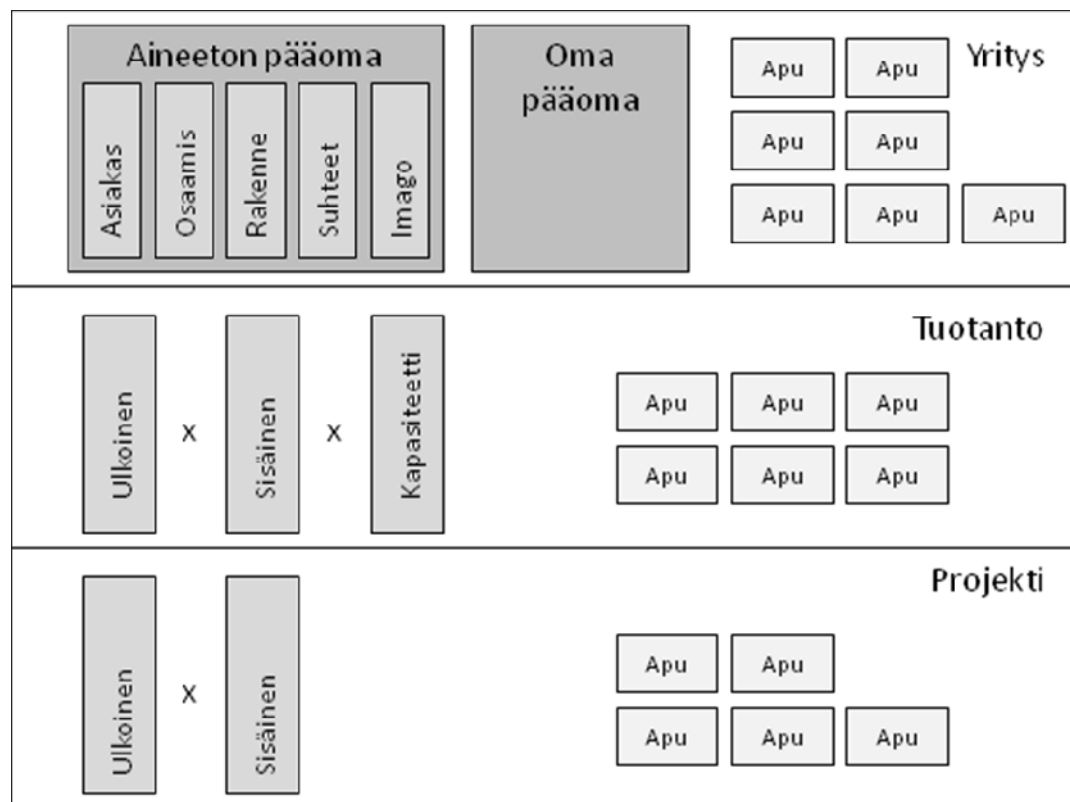 Aineeton pääoma
Asiakas
Osaamis
Rakenne
Suhteet
Imago
Oma
pääoma
Yritys
Apu Apu
Apu Apu
Apu Apu Apu
Tuotanto
Ulkoinen
x
Sisäinen
x
Kapasiteetti
Apu Apu Apu
Apu Apu Apu
Projekti
Ulkoinen
x
Sisäinen
Apu Apu
Apu Apu Apu